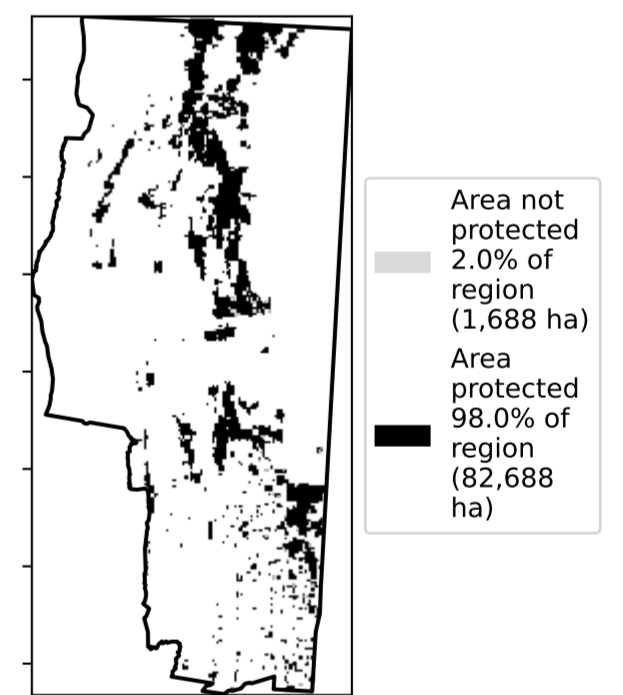 Area not
protected
2.0% of
region
(1,688 ha)
Area
protected
98.0% of
region
(82,688
ha)